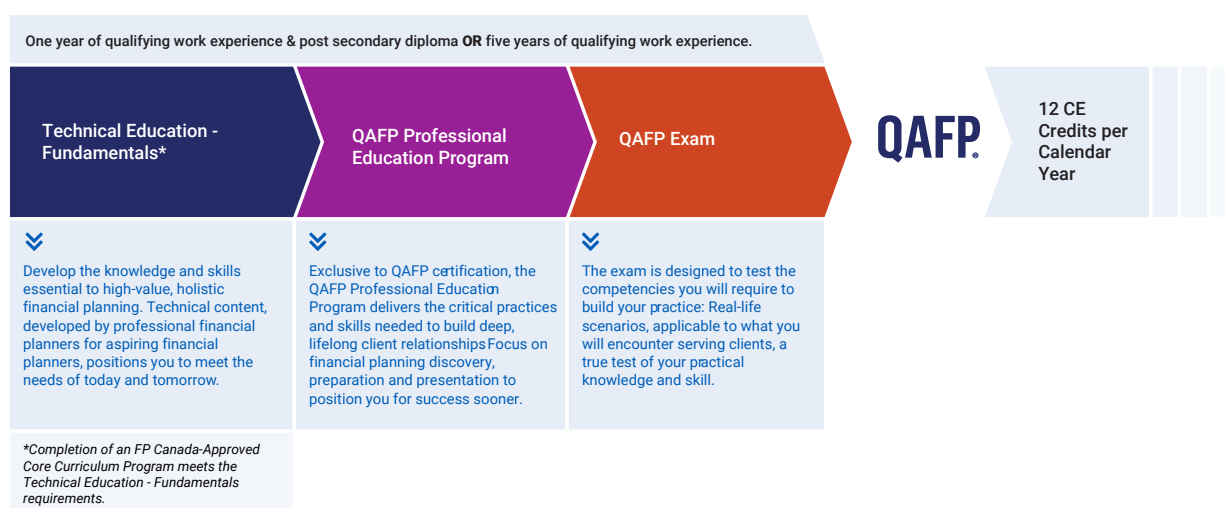 One year of qualifying work experience & post secondary diploma OR five years of qualifying work experience.
Technical Education -
Fundamentals*
QAFP Professional
Education Program
QAFP Exam
QAFP®
12 CE
Credits per
Calendar
Year
Develop the knowledge and skills
essential to high-value, holistic
financial planning. Technical content,
developed by professional financial
planners for aspiring financial
planners, positions you to meet the
needs of today and tomorrow.
Exclusive to QAFP certification, the
QAFP Professional Education
Program delivers the critical practices
and skills needed to build deep,
lifelong client relationships Focus on
financial planning discovery,
preparation and presentation to
position you for success sooner.
The exam is designed to test the
competencies you will require to
build your practice: Real-life
scenarios, applicable to what you
will encounter serving clients, a
true test of your practical
knowledge and skill.
*Completion of an FP Canada-Approved
Core Curriculum Program meets the
Technical Education - Fundamentals
requirements.